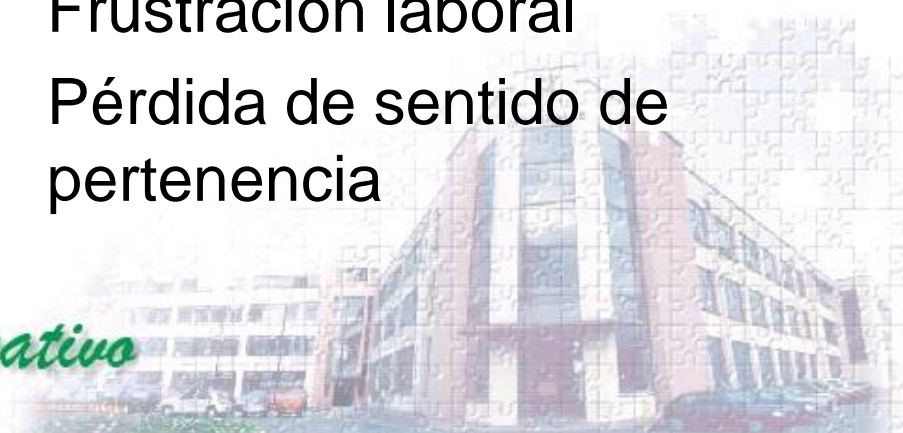 Frustración laboral
Pérdida de sentido de
pertenencia
ativo